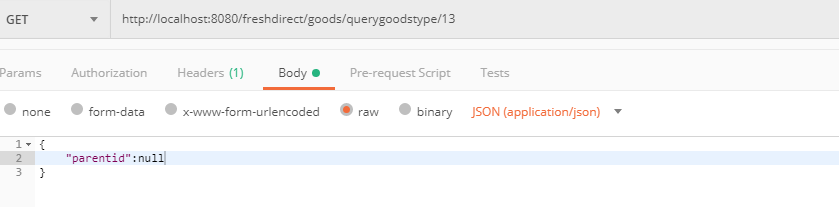 GET http://localhost:8080/freshdirect/goods/querygoodstype/13
Params Authorization Headers (1) Body Pre-request Script Tests
none form-data x-www-form-urlencoded raw binary JSON (application/json)
1 {
2 "parentid":null
3 }